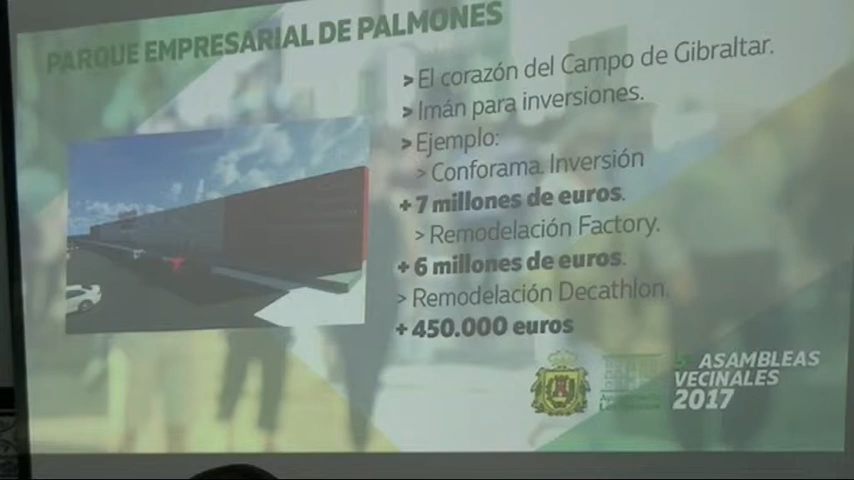 PARQUE EMPRESARIAL DE PALMONES
> El corazón del Campo de Gibraltar.
> Imán para inversiones.
> Ejemplo:
> Conforama. Inversión
+ 7 millones de euros.
> Remodelación Factory.
+ 6 millones de euros.
> Remodelación Decathlon.
+ 450.000 euros
ASAMBLEAS
VECINALES
2017